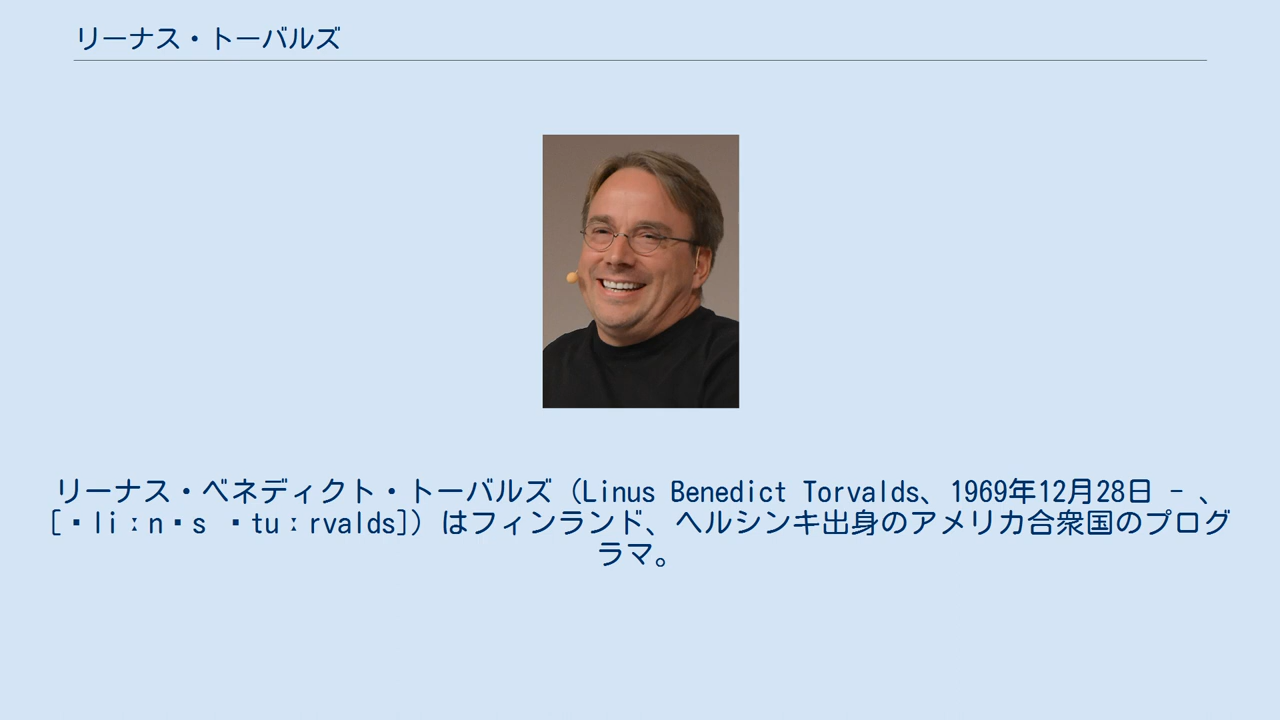 リーナス・トーバルズ
リーナス・ベネディクト・トーバルズ（Linus Benedict Torvalds、1969年12月28日 - 、
[▪liːn▪s ▪tuːrvalds]）はフィンランド、ヘルシンキ出身のアメリカ合衆国のプログ
ラマ。